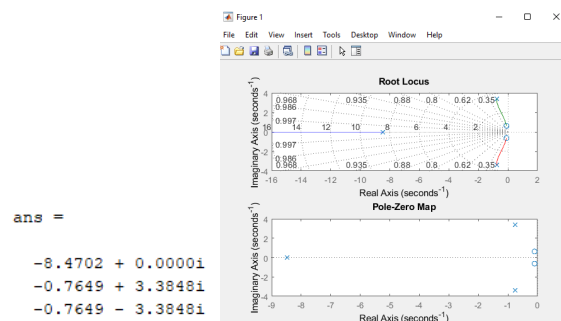 Figure 1
File Edit View Insert Tools Desktop Window Help
Root Locus
4
2
0
-2
-4
0.968 0.935 0.88 0.8 0.62 0.35
0.986
0.997
16 14 12 10 8 6 4 2
0.997
0.986
0.968 0.935 0.88 0.8 0.62 0.35
-16 -14 -12 -10 -8 -6 -4 -2 0 2
Imaginary Axis (seconds-1)
Real Axis (seconds-1)
Pole-Zero Map
4
2
0
-2
-4
-9 -8 -7 -6 -5 -4 -3 -2 -1 0
Imaginary Axis (seconds-1)
Real Axis (seconds-1)
ans =
-8.4702 + 0.0000i
-0.7649 + 3.3848i
-0.7649 - 3.3848i